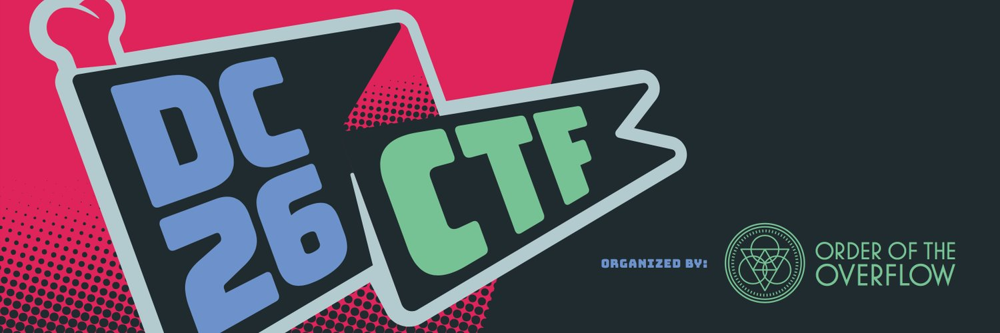 DC
26
CTF
ORGANIZED BY:
ORDER OF THE
OVERFLOW